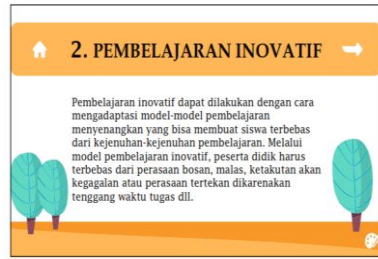 2. PEMBELAJARAN INOVATIF
Pembelajaran inovatif dapat dilakukan dengan cara
mengadaptasi model-model pembelajaran
menyenangkan yang bisa membuat siswa terbebas
dari kejenuhan-kejenuhan pembelajaran. Melalui
model pembelajaran inovatif, peserta didik harus
terbebas dari perasaan bosan, malas, ketakutan akan
kegagalan atau perasaan tertekan dikarenakan
tenggang waktu tugas dll.